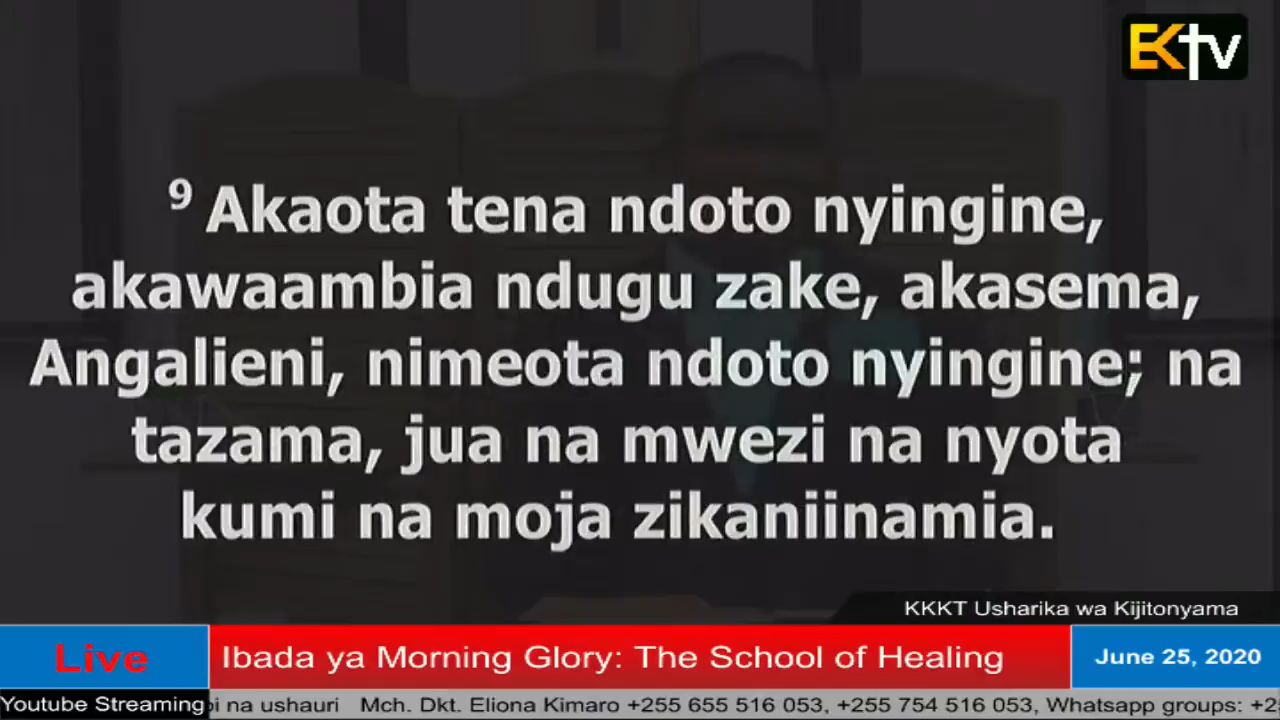 EKtv
9 Akaota tena ndoto nyingine,
akawaambia ndugu zake, akasema,
Angalieni, nimeota ndoto nyingine; na
tazama, jua na mwezi na nyota
kumi na moja zikaniinamia.
KKKT Usharika wa Kijitonyama
Live
Ibada ya Morning Glory: The School of Healing
June 25, 2020
Youtube Streaming
na ushauri Mch. Dkt. Eliona Kimaro +255 655 516 053, +255 754 516 053, Whatsapp groups: +2